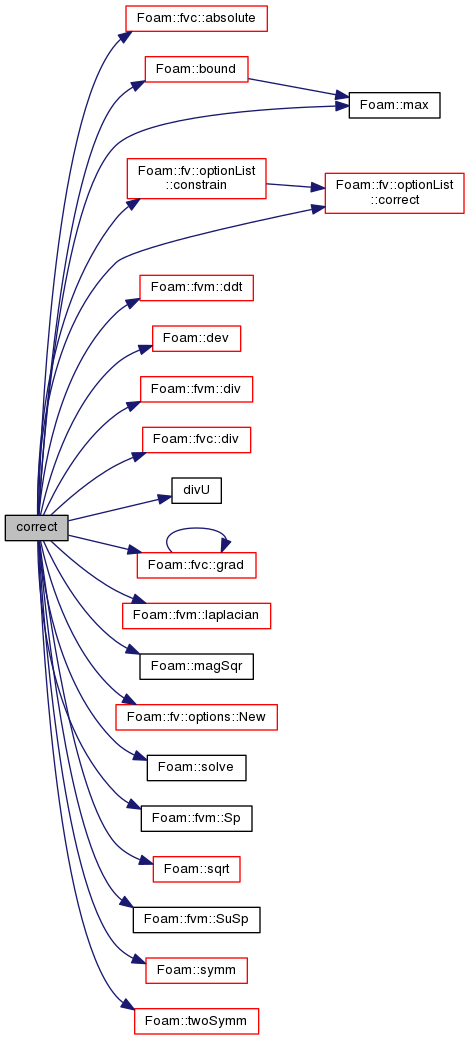 Foam::fvc::absolute
Foam::bound
Foam::max
Foam::fv::optionList
::constrain
Foam::fv::optionList
::correct
Foam::fvm::ddt
Foam::dev
Foam::fvm::div
Foam::fvc::div
divU
correct
Foam::fvc::grad
Foam::fvm::laplacian
Foam::magSqr
Foam::fv::options::New
Foam::solve
Foam::fvm::Sp
Foam::sqrt
Foam::fvm::SuSp
Foam::symm
Foam::twoSymm